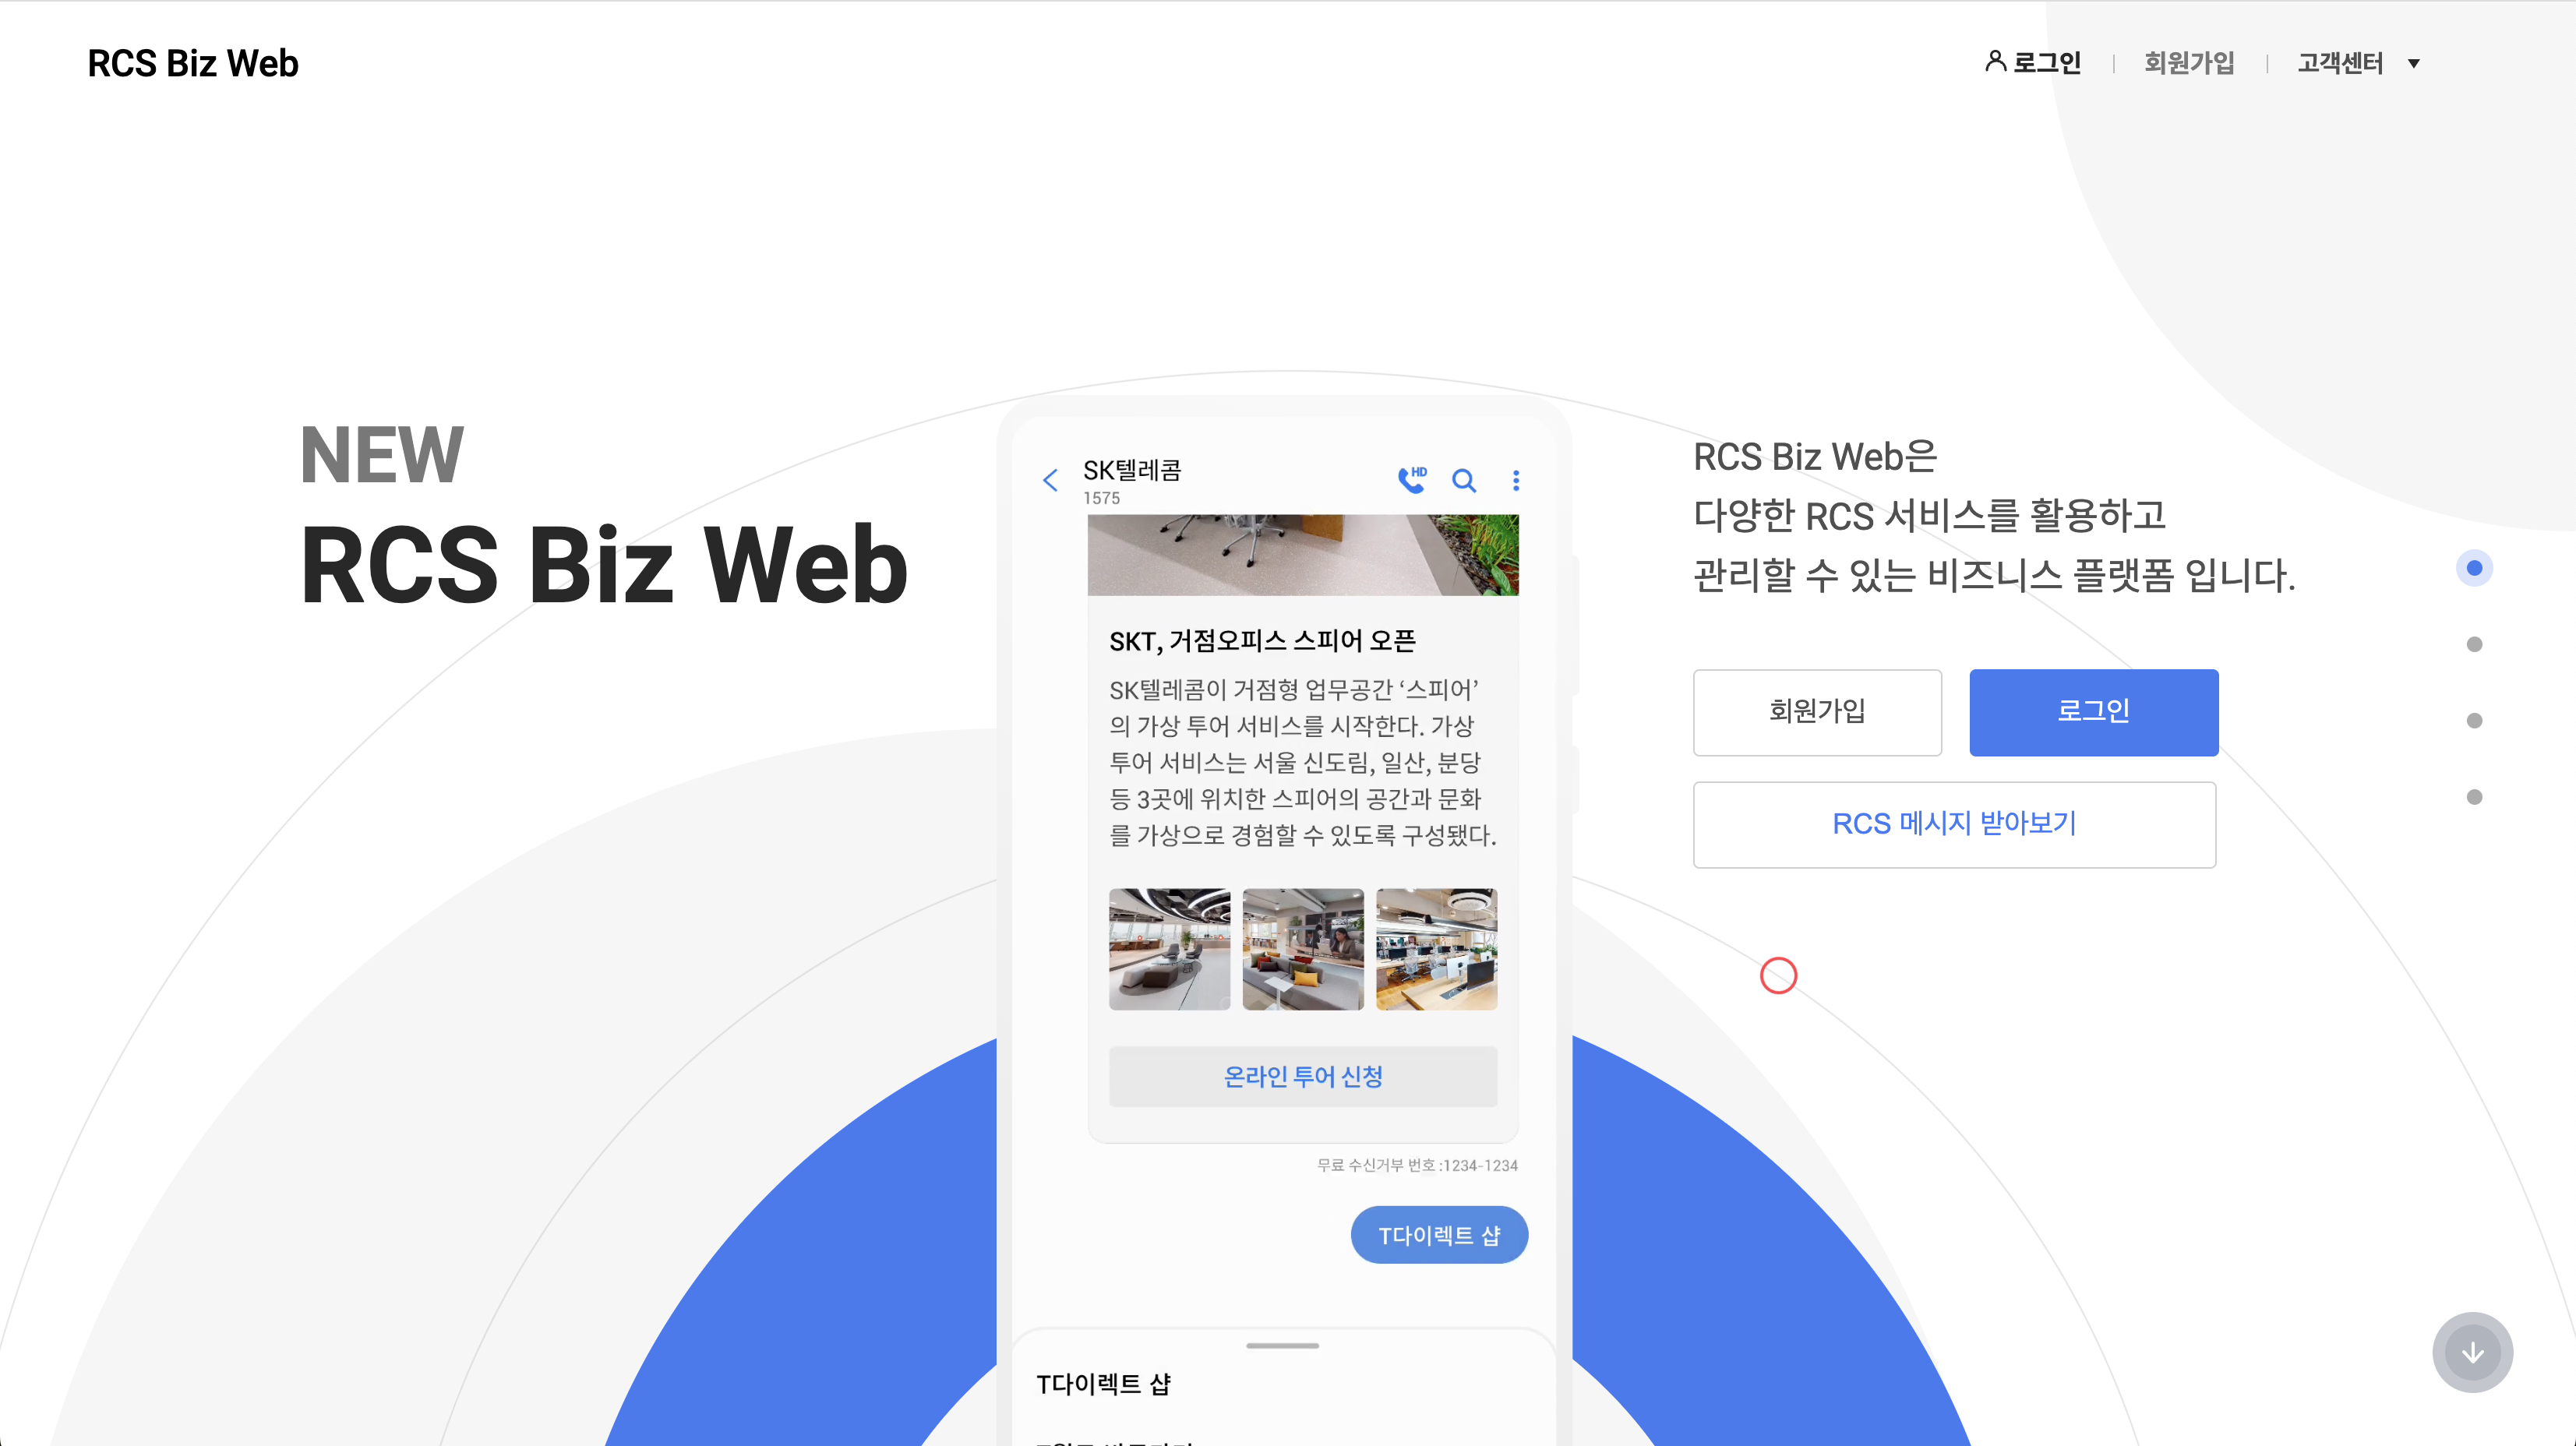 RCS Biz Web
로그인
회원가입
고객센터
NEW
RCS Biz Web
SK텔레콤
HD
1575
SKT, 거점오피스 스피어 오픈
SK텔레콤이 거점형 업무공간 ‘스피어’
의 가상 투어 서비스를 시작한다. 가상
투어 서비스는 서울 신도림, 일산, 분당
등 3곳에 위치한 스피어의 공간과 문화
를 가상으로 경험할 수 있도록 구성됐다.
온라인 투어 신청
무료 수신거부 번호 :1234-1234
T다이렉트 샵
T다이렉트 샵
RCS Biz Web은
다양한 RCS 서비스를 활용하고
관리할 수 있는 비즈니스 플랫폼 입니다.
회원가입
로그인
RCS 메시지 받아보기